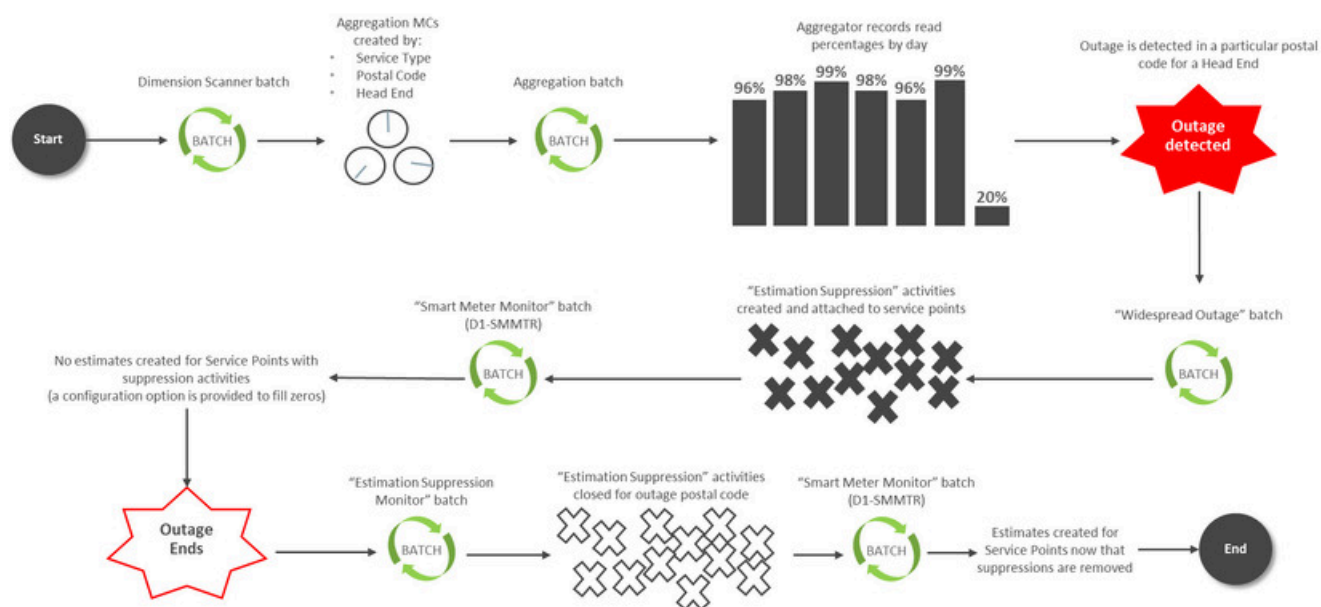 Start
Dimension Scanner batch
BATCH
Aggregation MCs
created by:
• Service Type
• Postal Code
• Head End
Aggregation batch
BATCH
Aggregator records read
percentages by day
96%
98%
99%
98%
96%
99%
20%
Outage is detected in a particular postal
code for a Head End
Outage
detected
"Widespread Outage" batch
BATCH
"Estimation Suppression" activities
created and attached to service points
"Smart Meter Monitor" batch
(D1-SMMTR)
BATCH
No estimates created for Service Points with
suppression activities
(a configuration option is provided to fill zeros)
Outage
Ends
"Estimation Suppression
Monitor" batch
BATCH
"Estimation Suppression" activities
closed for outage postal code
"Smart Meter Monitor" batch
(D1-SMMTR)
BATCH
Estimates created for
Service Points now that
suppressions are removed
End